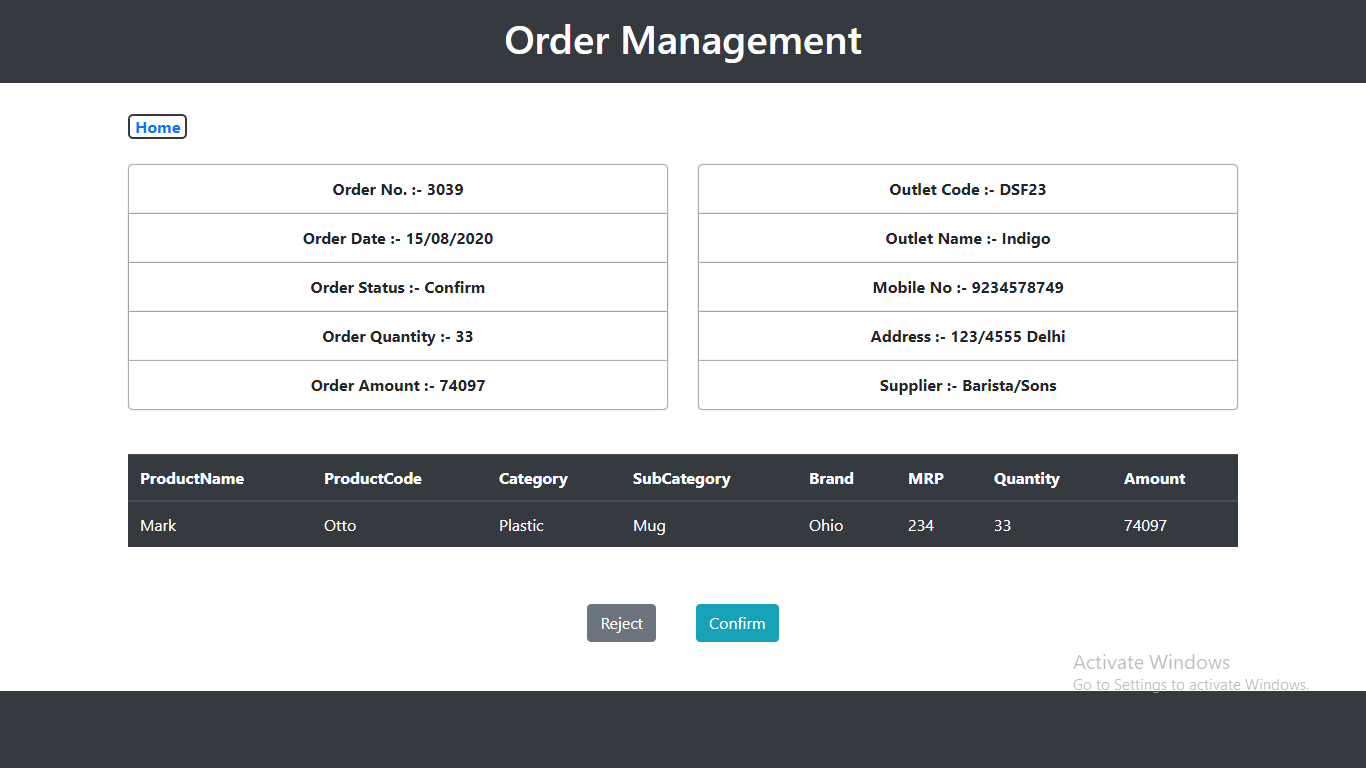 Order Management
Home
Order No. :- 3039
Order Date :- 15/08/2020
Order Status :- Confirm
Order Quantity :- 33
Order Amount :- 74097
Outlet Code :- DSF23
Outlet Name :- Indigo
Mobile No :- 9234578749
Address :- 123/4555 Delhi
Supplier :- Barista/Sons
ProductName ProductCode Category SubCategory Brand MRP Quantity Amount
Mark Otto Plastic Mug Ohio 234 33 74097
Reject Confirm
Activate Windows
Go to Settings to activate Windows.